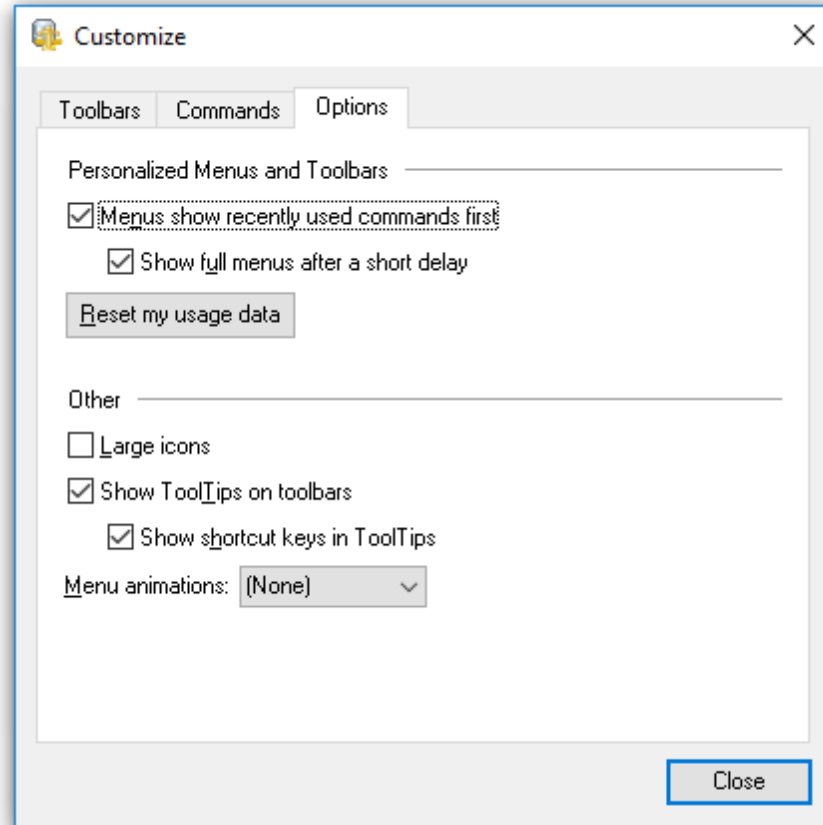 Customize
Toolbars Commands Options
Personalized Menus and Toolbars
Menus show recently used commands first
Show full menus after a short delay
Reset my usage data
Other
Large icons
Show ToolTips on toolbars
Show shortcut keys in ToolTips
Menu animations: (None)
Close